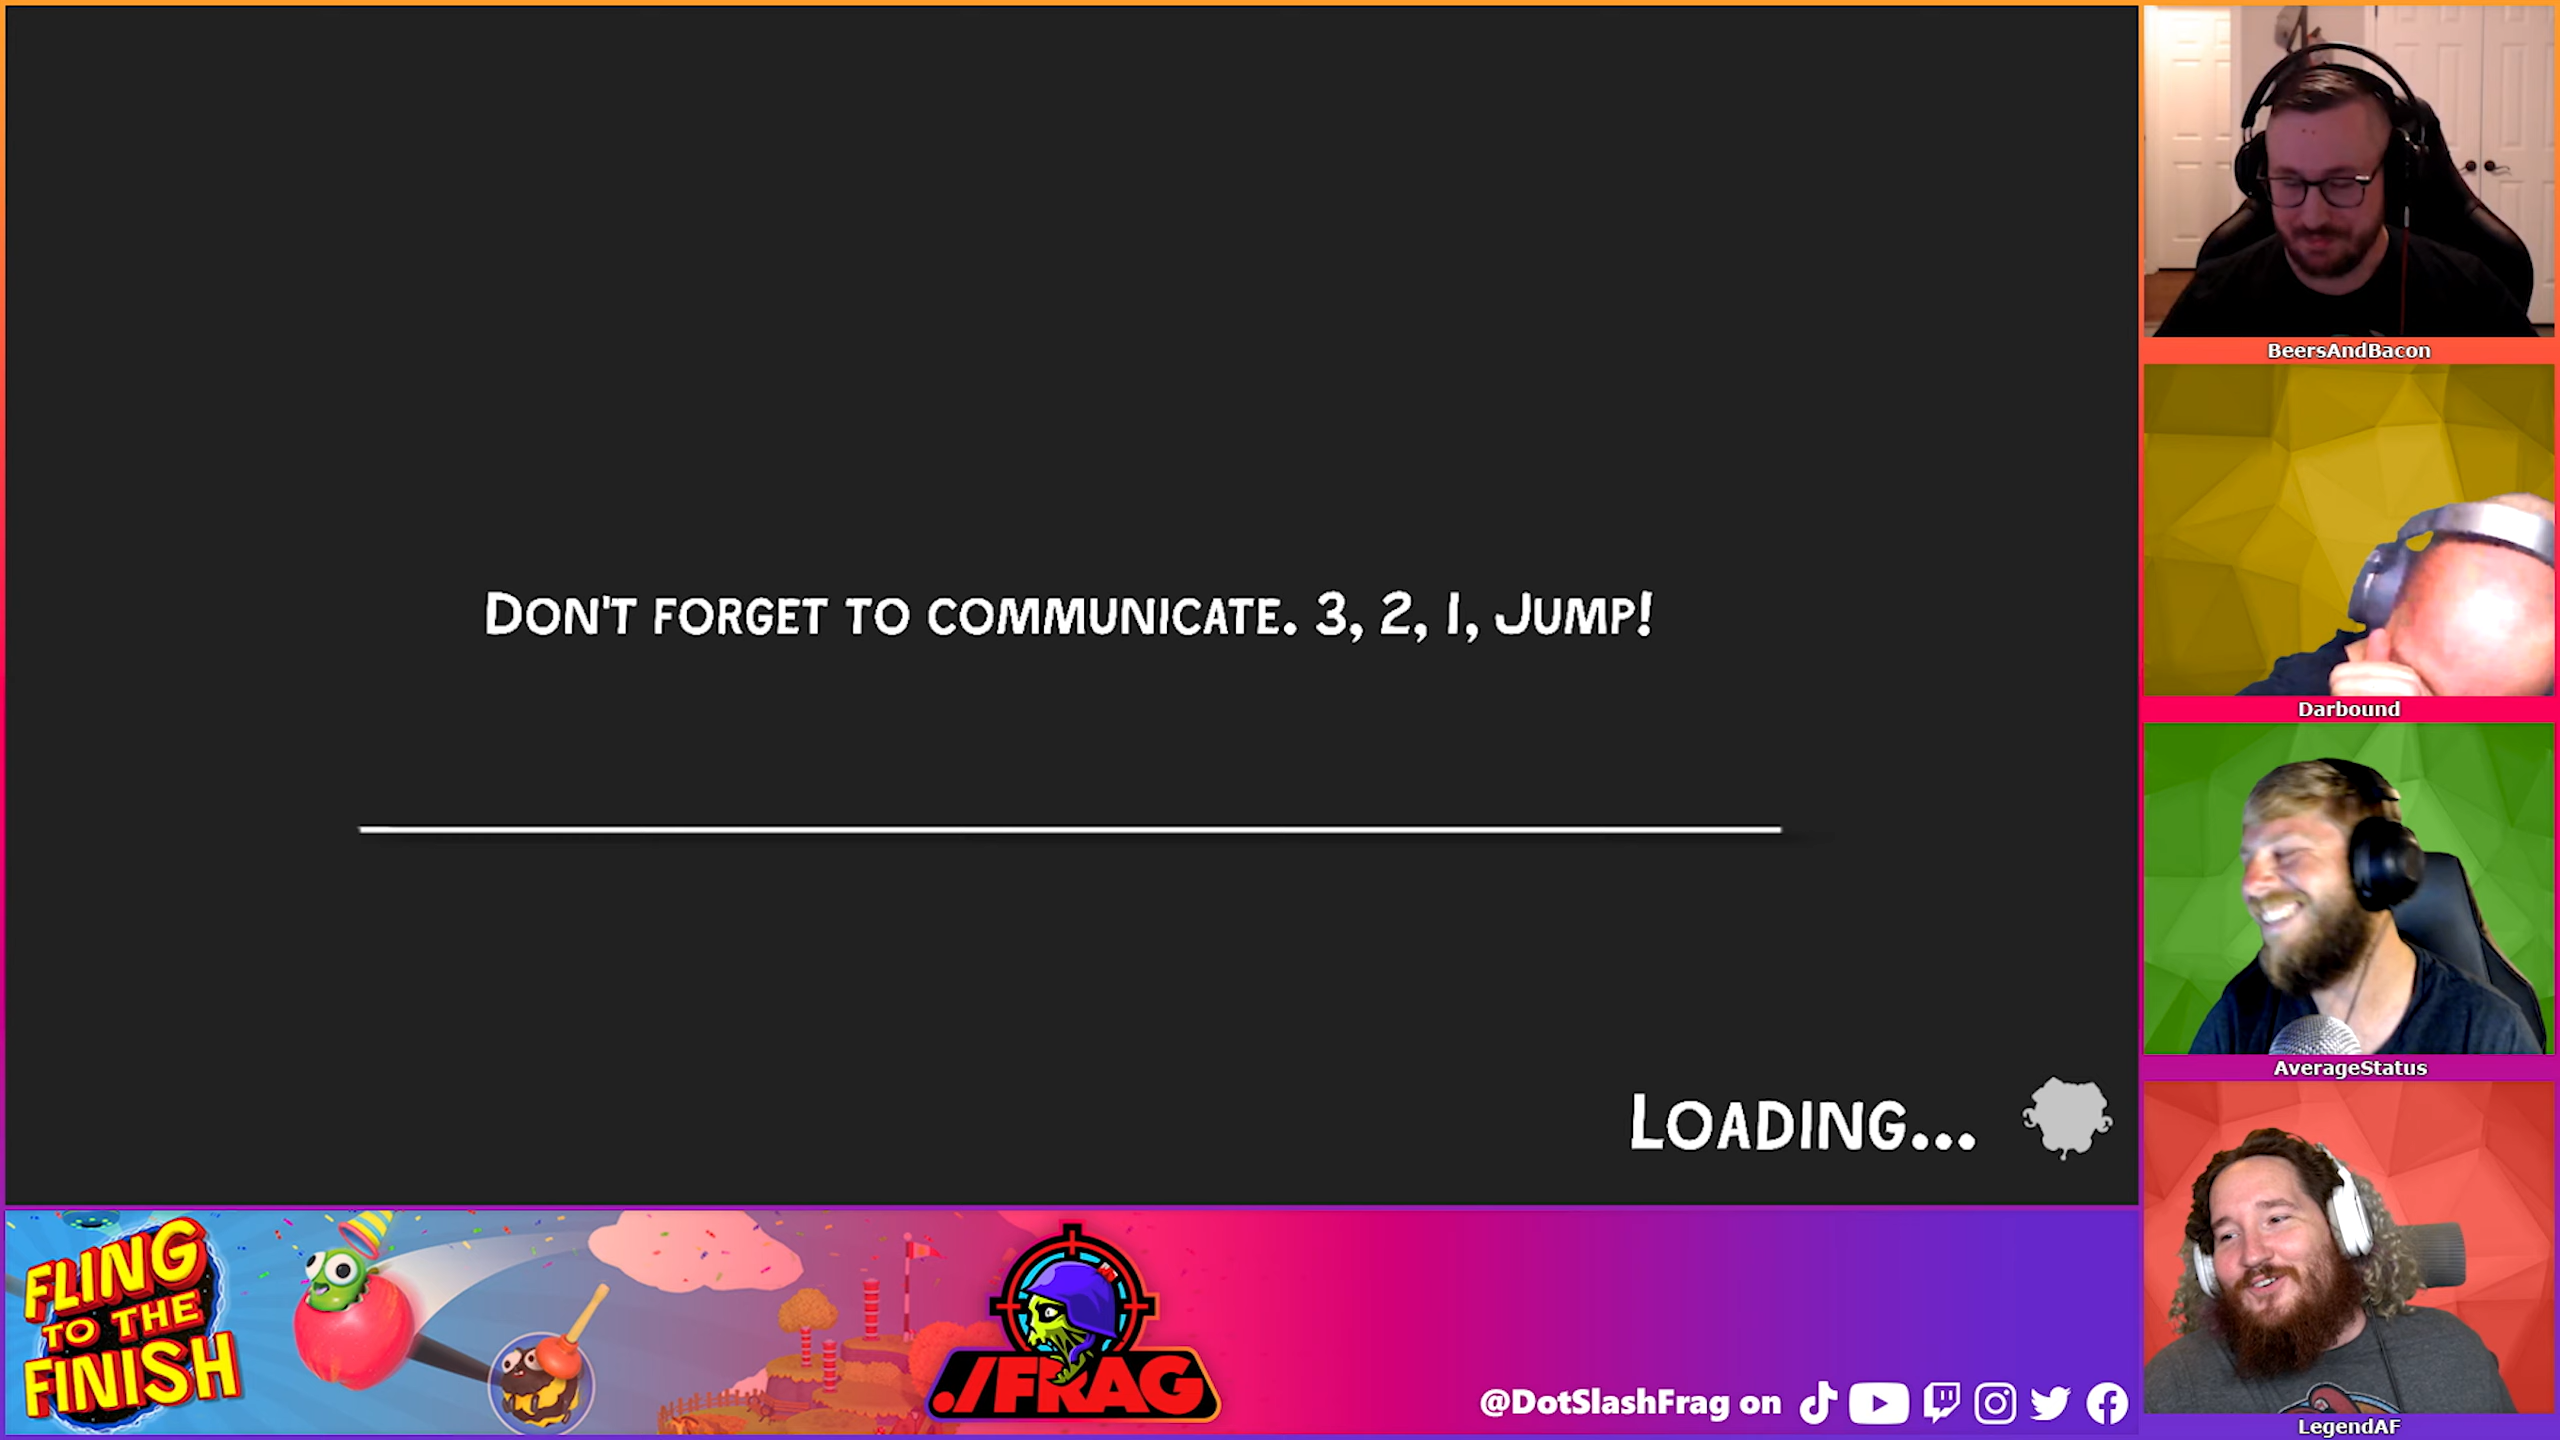 Don't forget to communicate. 3, 2, 1, Jump!
Loading...
BeersAndBacon
Darbound
AverageStatus
LegendAF
FLING
TO THE
FINISH
./FRAG
@DotSlashFrag on